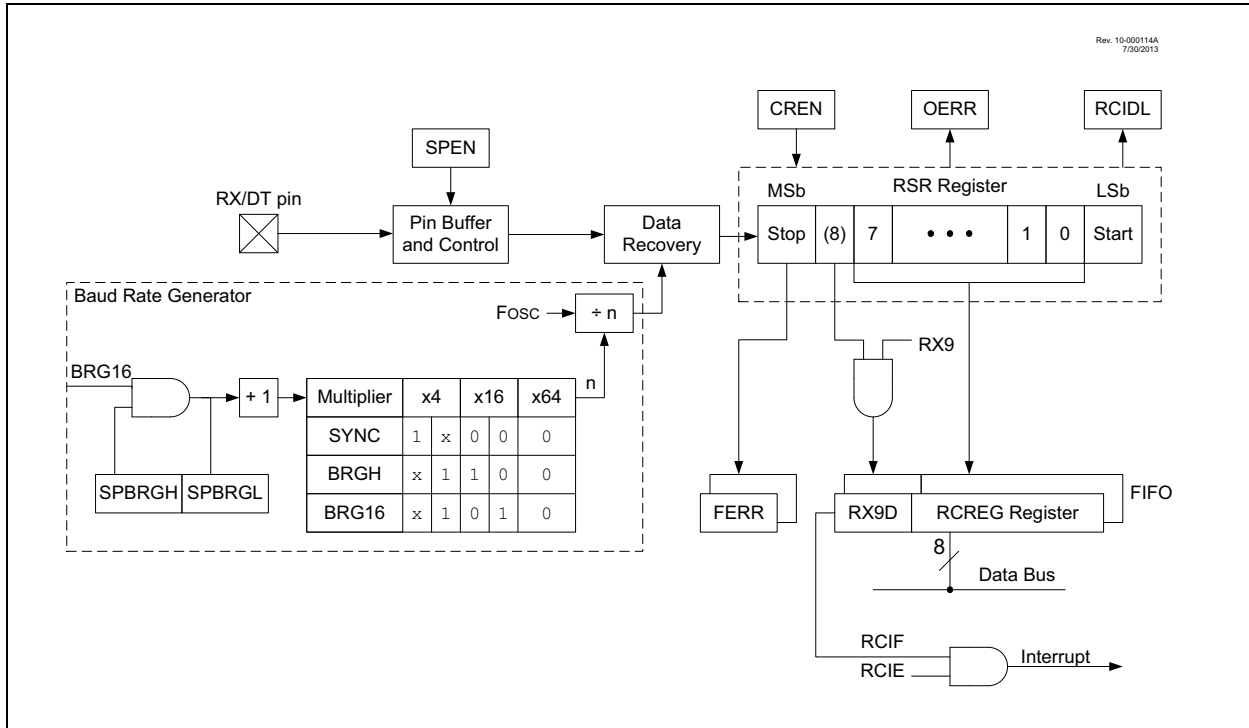 Rev. 10-000114A
7/30/2013
CREN
OERR
RCIDL
SPEN
MSb
RSR Register
LSb
RX/DT pin
Pin Buffer
and Control
Data
Recovery
Stop
(8)
7
• • •
1
0
Start
Baud Rate Generator
FOSC
÷ n
RX9
BRG16
+ 1
n
Multiplier x4 x16 x64
SYNC 1 x 0 0 0
BRGH x 1 1 0 0
BRG16 x 1 0 1 0
SPBRGH
SPBRGL
FERR
RX9D
RCREG Register
FIFO
8
Data Bus
RCIF
RCIE
Interrupt